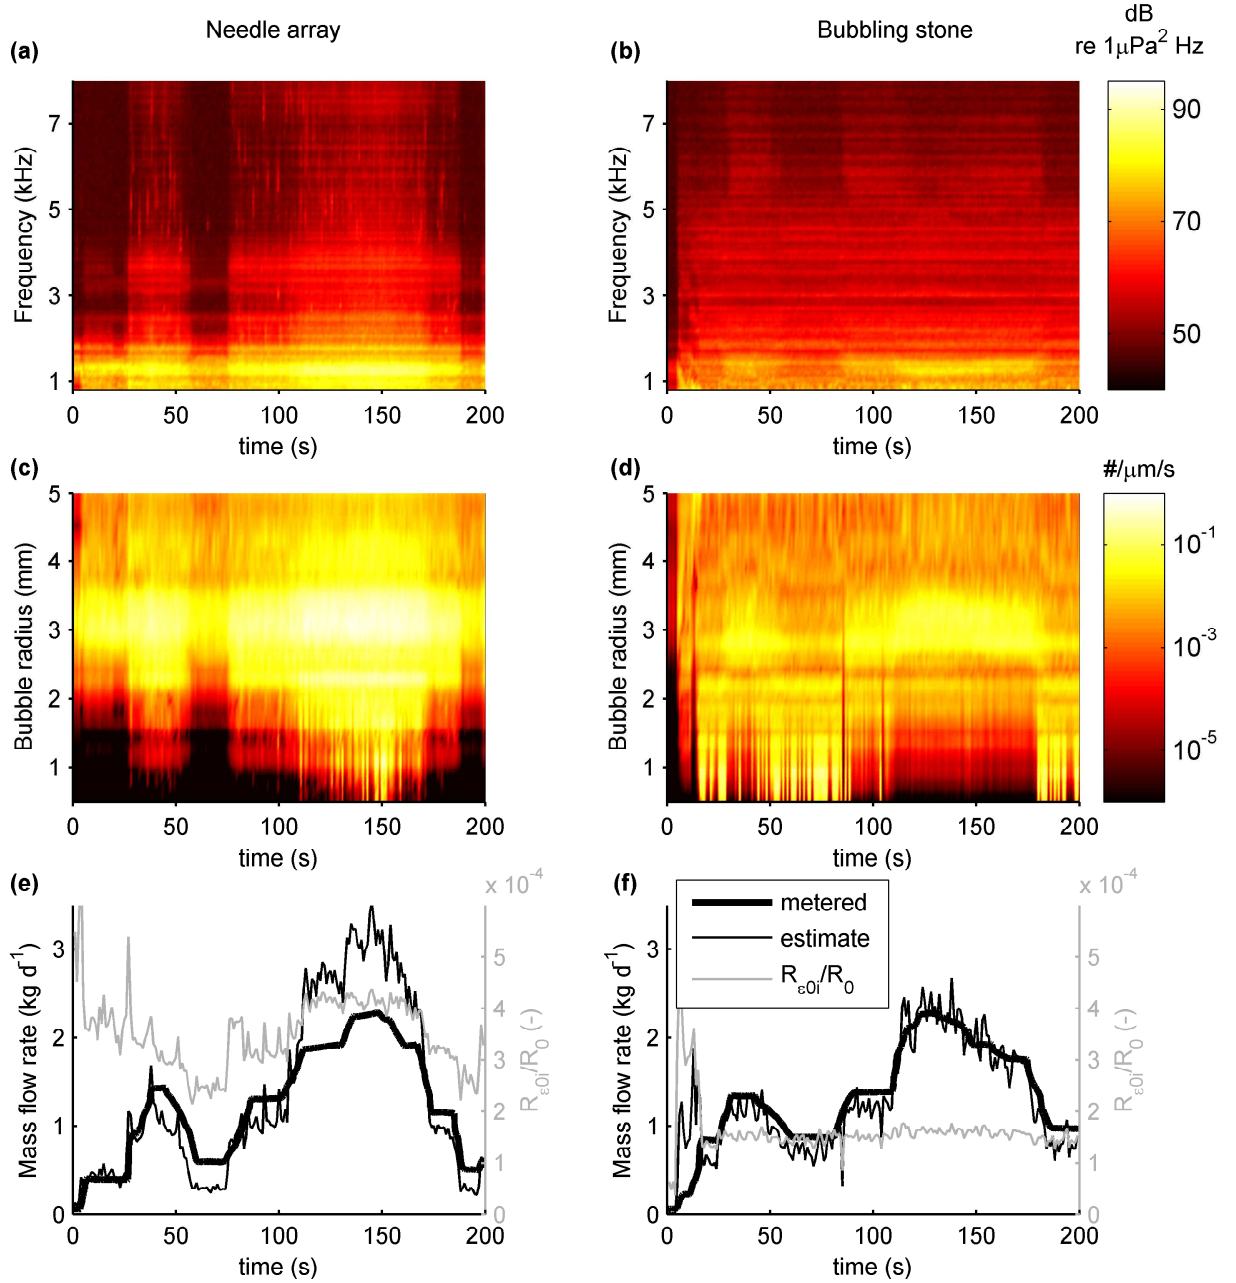 Needle array
Bubbling stone
dB
re 1μPa² Hz
(a)
(b)
7
5
3
1
Frequency (kHz)
0 50 100 150 200
time (s)
7
5
3
1
Frequency (kHz)
0 50 100 150 200
time (s)
90
70
50
(c)
(d)
#/μm/s
5
4
3
2
1
Bubble radius (mm)
0 50 100 150 200
time (s)
5
4
3
2
1
Bubble radius (mm)
0 50 100 150 200
time (s)
10⁻¹
10⁻³
10⁻⁵
(e)
x 10⁻⁴
3
2
1
0
Mass flow rate (kg d⁻¹)
5
4
3
2
1
0
R_ε0i/R_0 (-)
0 50 100 150 200
time (s)
(f)
x 10⁻⁴
metered
estimate
R_ε0i/R_0
3
2
1
0
Mass flow rate (kg d⁻¹)
5
4
3
2
1
0
R_ε0i/R_0 (-)
0 50 100 150 200
time (s)